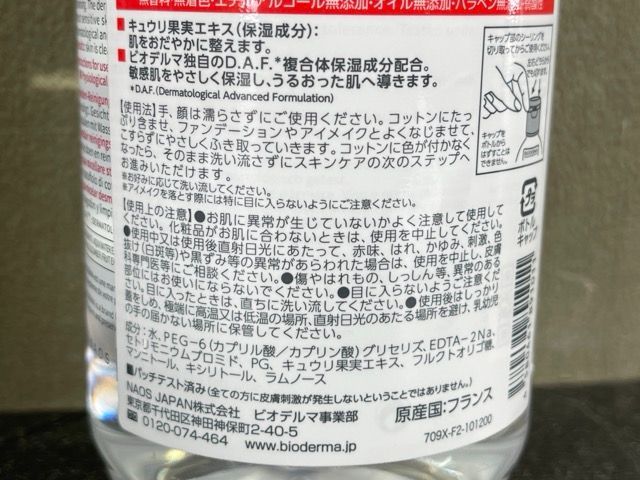 無香料・無着色・エチルアルコール無添加・オイル無添加・パラベン無添加・弱酸性
キュウリ果実エキス(保湿成分):
肌をおだやかに整えます。
ビオデルマ独自のD.A.F.*複合体保湿成分配合。
敏感肌をやさしく保湿し、うるおった肌へ導きます。
*D.A.F.(Dermatological Advanced Formulation)
キャップ部のシーリングを
切り取ってからご使用ください。
キャップを
ボトルから
はずすことは
できません。
【使用法】手、顔は濡らさずにご使用ください。コットンにたっ
ぷり含ませ、ファンデーションやアイメイクとよくなじませて、
こすらずにやさしくふき取っていきます。コットンに色が付かなく
なったら、そのまま洗い流さずにスキンケアの次のステップへ
お進みいただけます。
※お好みに応じて洗い流してください。
※アイメイクを落とす際には特に目に入らないようにご注意ください。
【使用上の注意】●お肌に異常が生じていないかよく注意して使用して
ください。化粧品がお肌に合わないときは、使用を中止してください。
●使用中又は使用後直射日光にあたって、赤味、はれ、かゆみ、刺激、色
抜け(白斑等)や黒ずみ等の異常があらわれた場合は、使用を中止し、皮膚
科専門医等にご相談ください。●傷やはれもの、しっしん等、異常のある
部位にはお使いにならないでください。●目に入らないようご注意くだ
さい。目に入ったときは、直ちに洗い流してください。●使用後はしっかり
蓋をしめ、極端に高温又は低温の場所、直射日光のあたる場所を避け、乳幼児
の手の届かない場所に保管してください。
プラ
ボトル
キャップ
成分:水、PEG-6(カプリル酸/カプリン酸)グリセリズ、EDTA-2Na、
セトリモニウムブロミド、PG、キュウリ果実エキス、フルクトオリゴ糖、
マンニトール、キシリトール、ラムノース
■パッチテスト済み(全ての方に皮膚刺激が発生しないということではありません。)
NAOS JAPAN株式会社 ビオデルマ事業部
東京都千代田区神田神保町2-40-5
0120-074-464 www.bioderma.jp
原産国:フランス
709X-F2-101200